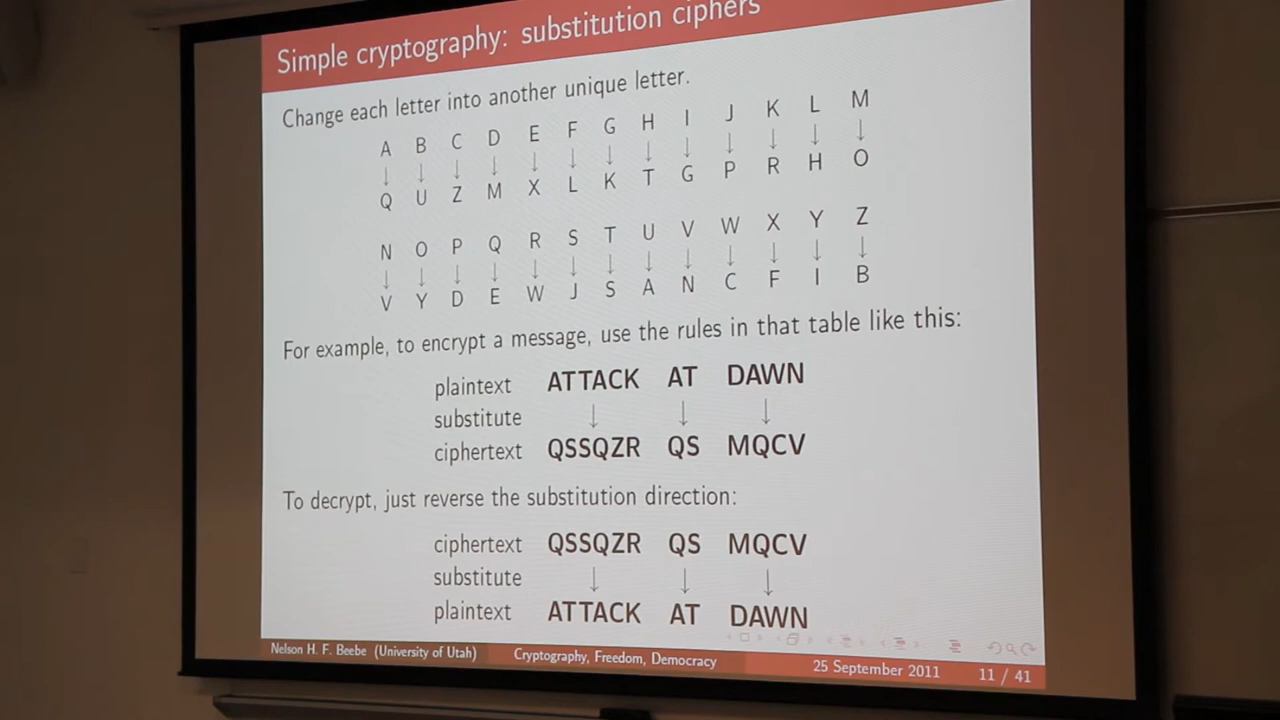 Simple cryptography: substitution ciphers
Change each letter into another unique letter.
A B C D E F G H I J K L M
↓ ↓ ↓ ↓ ↓ ↓ ↓ ↓ ↓ ↓ ↓ ↓ ↓
Q U Z M X L K T G P R H O
N O P Q R S T U V W X Y Z
↓ ↓ ↓ ↓ ↓ ↓ ↓ ↓ ↓ ↓ ↓ ↓ ↓
V Y D E W J S A N C F I B
For example, to encrypt a message, use the rules in that table like this:
plaintext ATTACK AT DAWN
substitute ↓ ↓ ↓
ciphertext QSSQZR QS MQCV
To decrypt, just reverse the substitution direction:
ciphertext QSSQZR QS MQCV
substitute ↓ ↓ ↓
plaintext ATTACK AT DAWN
Nelson H. F. Beebe (University of Utah) Cryptography, Freedom, Democracy 25 September 2011 11 / 41